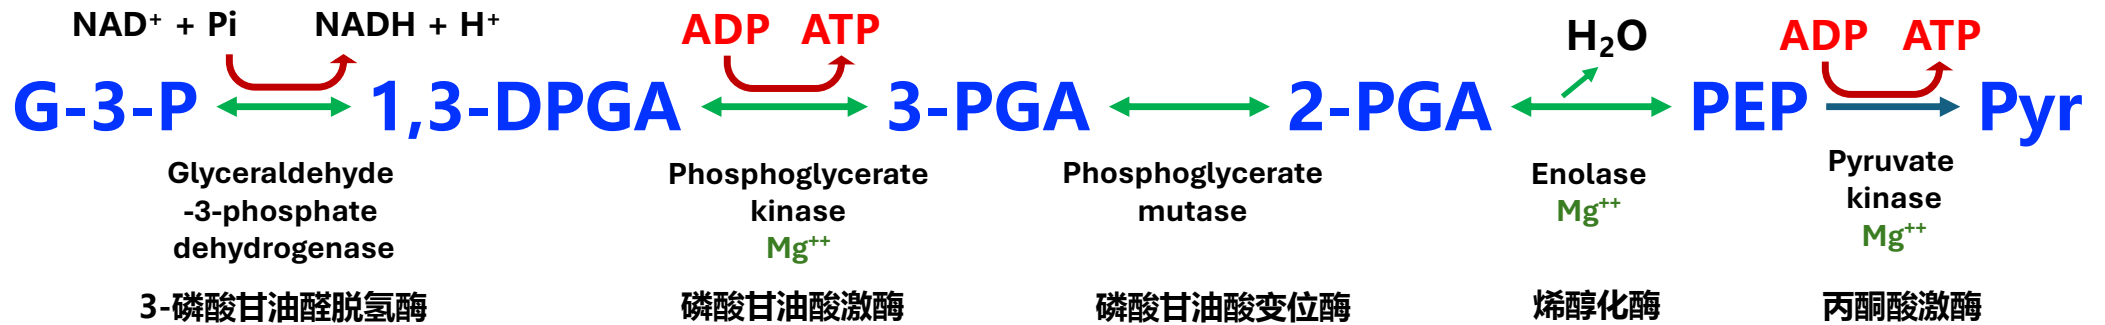 NAD⁺ + Pi NADH + H⁺ ADP ATP H₂O ADP ATP
G-3-P 1,3-DPGA 3-PGA 2-PGA PEP Pyr
Glyceraldehyde
-3-phosphate
dehydrogenase
Phosphoglycerate
kinase
Mg⁺⁺
Phosphoglycerate
mutase
Enolase
Mg⁺⁺
Pyruvate
kinase
Mg⁺⁺
3-磷酸甘油醛脱氢酶 磷酸甘油酸激酶 磷酸甘油酸变位酶 烯醇化酶 丙酮酸激酶